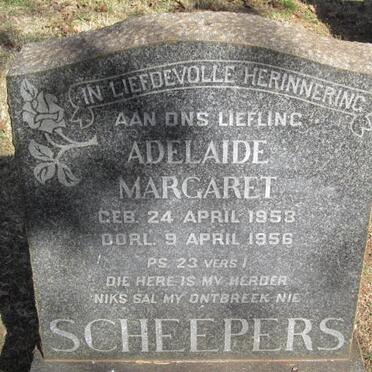 IN LIEFDEVOLLE HERINNERING
AAN ONS LIEFLING
ADELAIDE
MARGARET
GEB. 24 APRIL 1953
OORL. 9 APRIL 1956
PS. 23 VERS 1
DIE HERE IS MY HERDER
NIKS SAL MY ONTBREEK NIE
SCHEEPERS